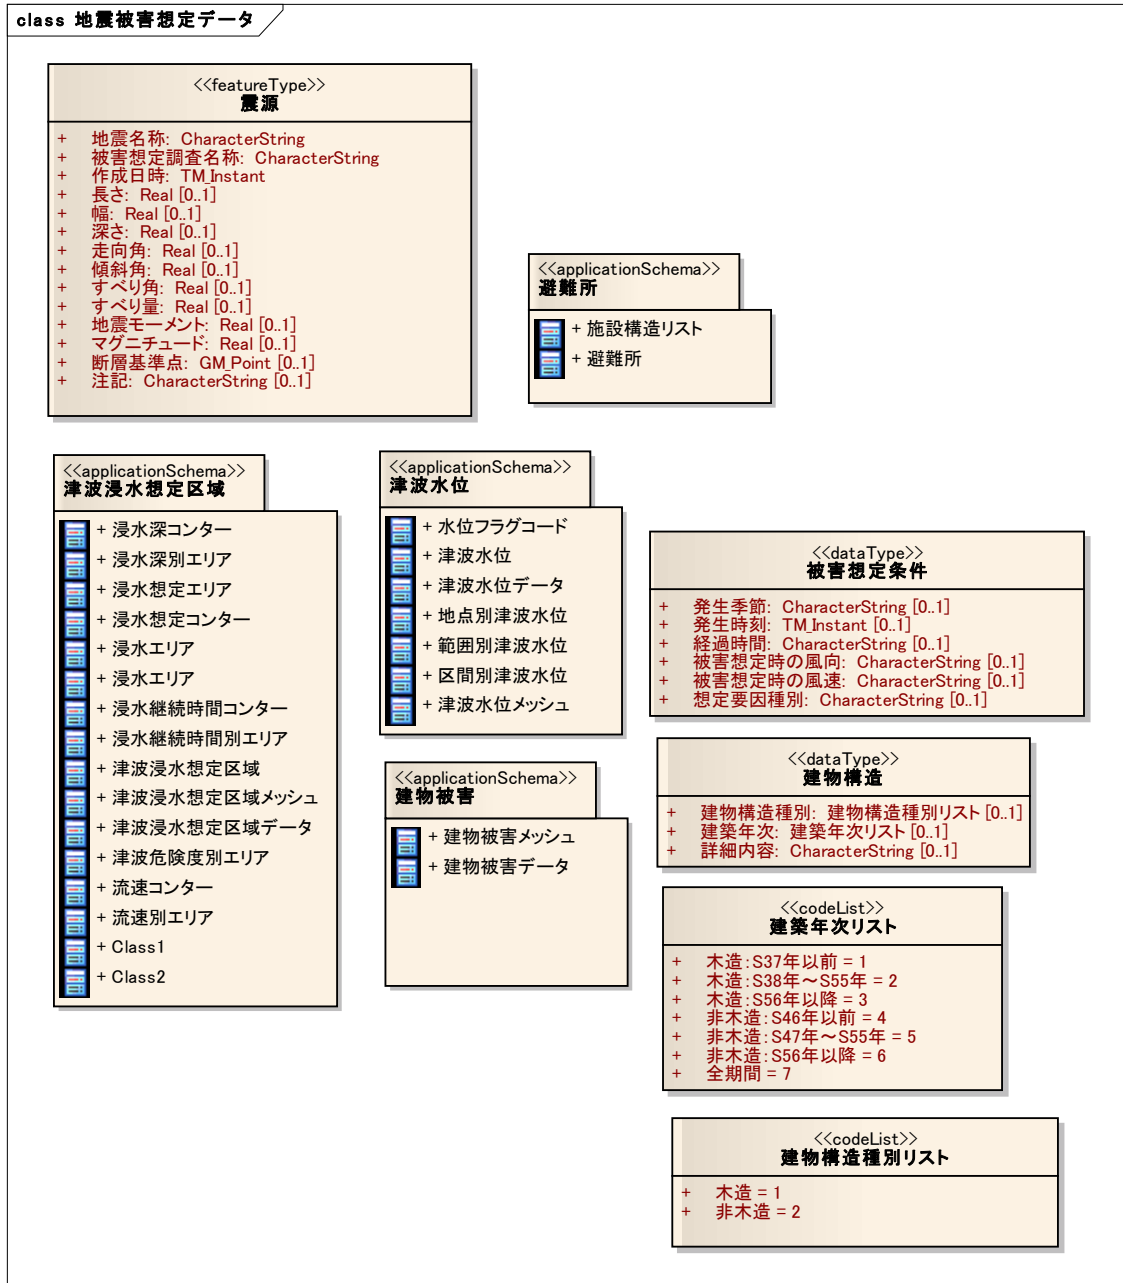 class 地震被害想定データ
<<featureType>>
震源
+ 地震名称: CharacterString
+ 被害想定調査名称: CharacterString
+ 作成日時: TM_Instant
+ 長さ: Real [0..1]
+ 幅: Real [0..1]
+ 深さ: Real [0..1]
+ 走向角: Real [0..1]
+ 傾斜角: Real [0..1]
+ すべり角: Real [0..1]
+ すべり量: Real [0..1]
+ 地震モーメント: Real [0..1]
+ マグニチュード: Real [0..1]
+ 断層基準点: GM_Point [0..1]
+ 注記: CharacterString [0..1]
<<applicationSchema>>
避難所
+ 施設構造リスト
+ 避難所
<<applicationSchema>>
津波浸水想定区域
+ 浸水深コンター
+ 浸水深別エリア
+ 浸水想定エリア
+ 浸水想定コンター
+ 浸水エリア
+ 浸水エリア
+ 浸水継続時間コンター
+ 浸水継続時間別エリア
+ 津波浸水想定区域
+ 津波浸水想定区域メッシュ
+ 津波浸水想定区域データ
+ 津波危険度別エリア
+ 流速コンター
+ 流速別エリア
+ Class1
+ Class2
<<applicationSchema>>
津波水位
+ 水位フラグコード
+ 津波水位
+ 津波水位データ
+ 地点別津波水位
+ 範囲別津波水位
+ 区間別津波水位
+ 津波水位メッシュ
<<applicationSchema>>
建物被害
+ 建物被害メッシュ
+ 建物被害データ
<<dataType>>
被害想定条件
+ 発生季節: CharacterString [0..1]
+ 発生時刻: TM_Instant [0..1]
+ 経過時間: CharacterString [0..1]
+ 被害想定時の風向: CharacterString [0..1]
+ 被害想定時の風速: CharacterString [0..1]
+ 想定要因種別: CharacterString [0..1]
<<dataType>>
建物構造
+ 建物構造種別: 建物構造種別リスト [0..1]
+ 建築年次: 建築年次リスト [0..1]
+ 詳細内容: CharacterString [0..1]
<<codeList>>
建築年次リスト
+ 木造:S37年以前 = 1
+ 木造:S38年～S55年 = 2
+ 木造:S56年以降 = 3
+ 非木造:S46年以前 = 4
+ 非木造:S47年～S55年 = 5
+ 非木造:S56年以降 = 6
+ 全期間 = 7
<<codeList>>
建物構造種別リスト
+ 木造 = 1
+ 非木造 = 2